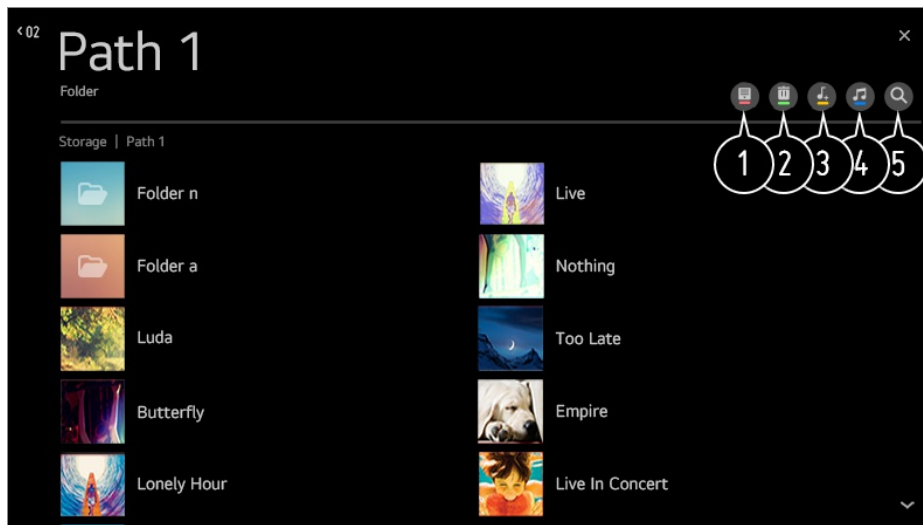 02
Path 1
Folder
1 2 3 4 5
Storage | Path 1
Folder n
Live
Folder a
Nothing
Luda
Too Late
Butterfly
Empire
Lonely Hour
Live In Concert